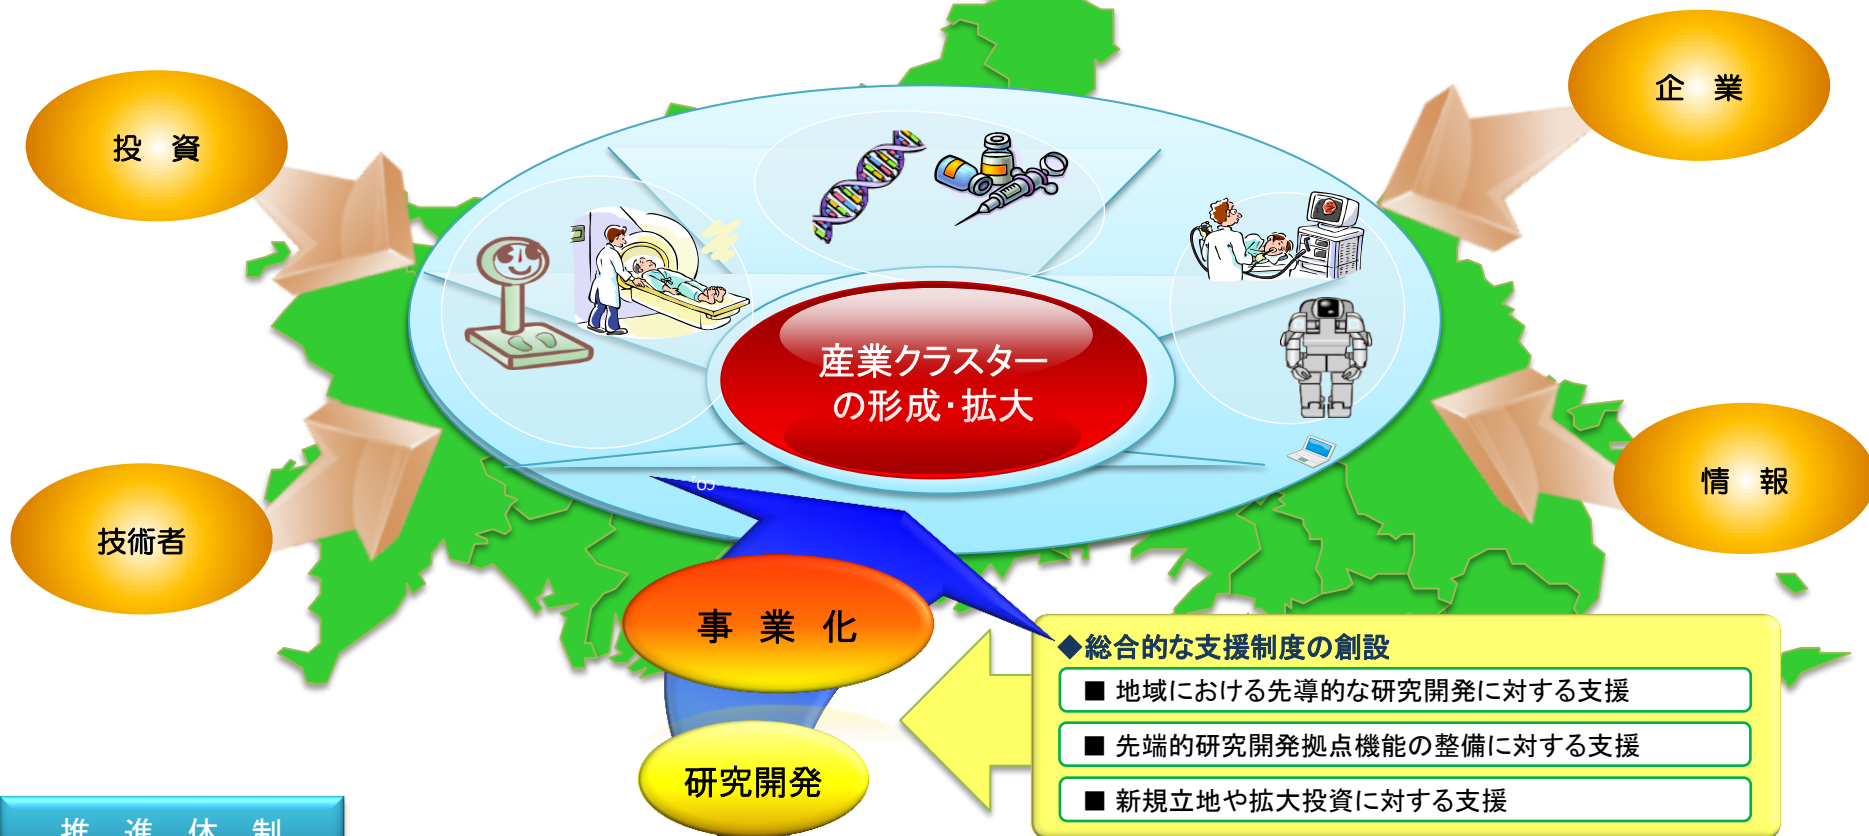 企　業
投　資
産業クラスター
の形成・拡大
情　報
技術者
事　業　化
◆総合的な支援制度の創設
■ 地域における先導的な研究開発に対する支援
■ 先端的研究開発拠点機能の整備に対する支援
研究開発
■ 新規立地や拡大投資に対する支援
推　進　体　制